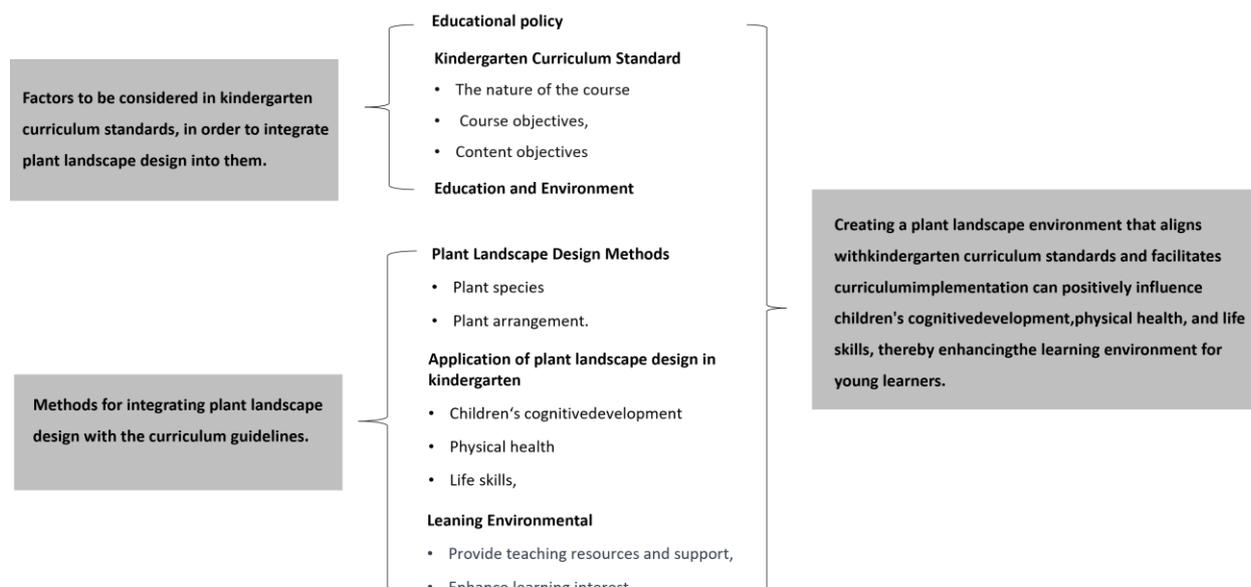 Factors to be considered in kindergarten
curriculum standards, in order to integrate
plant landscape design into them.
Educational policy
Kindergarten Curriculum Standard
• The nature of the course
• Course objectives,
• Content objectives
Education and Environment
Methods for integrating plant landscape
design with the curriculum guidelines.
Plant Landscape Design Methods
• Plant species
• Plant arrangement.
Application of plant landscape design in
kindergarten
• Children‘s cognitivedevelopment
• Physical health
• Life skills,
Leaning Environmental
• Provide teaching resources and support,
• Enhance learning interest
Creating a plant landscape environment that aligns
withkindergarten curriculum standards and facilitates
curriculumimplementation can positively influence
children's cognitivedevelopment,physical health, and life
skills, thereby enhancingthe learning environment for
young learners.